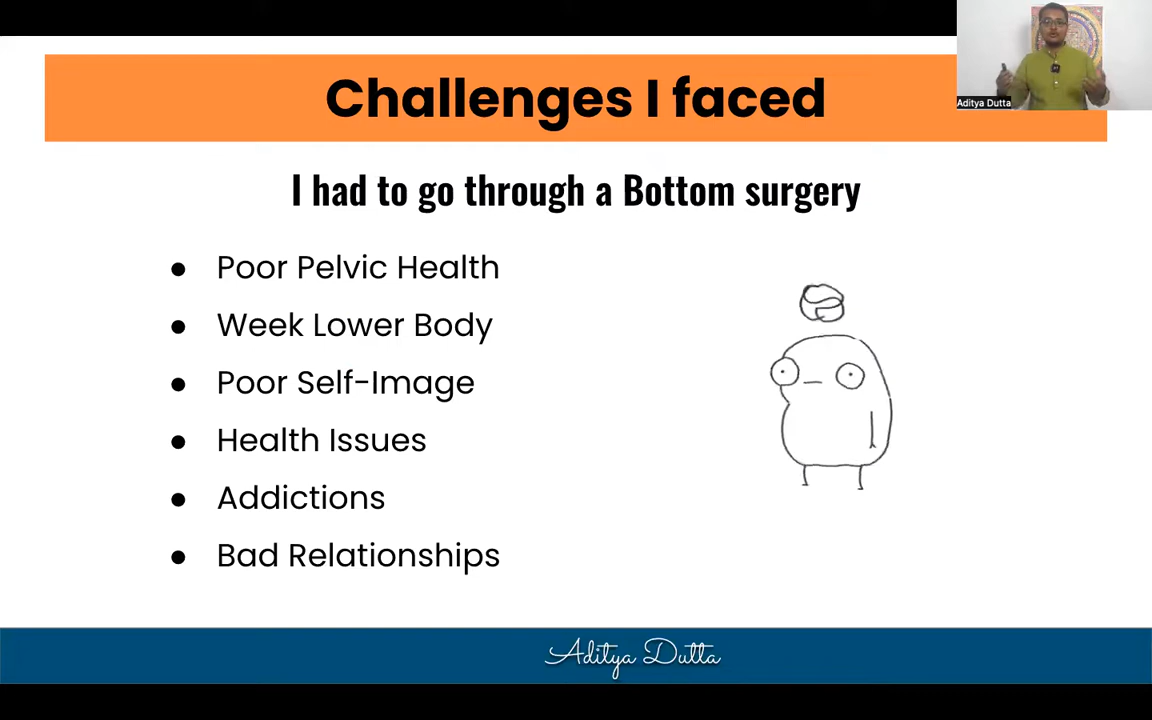 Challenges I faced
Aditya Dutta
I had to go through a Bottom surgery
● Poor Pelvic Health
● Week Lower Body
● Poor Self-Image
● Health Issues
● Addictions
● Bad Relationships
Aditya Dutta